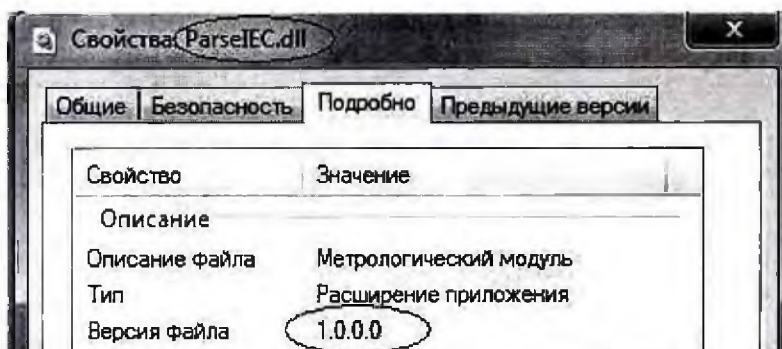 Свойства: ParseIEC.dll
x
Общие Безопасность Подробно Предыдущие версии
Свойство Значение
Описание
Описание файла Метрологический модуль
Тип Расширение приложения
Версия файла 1.0.0.0